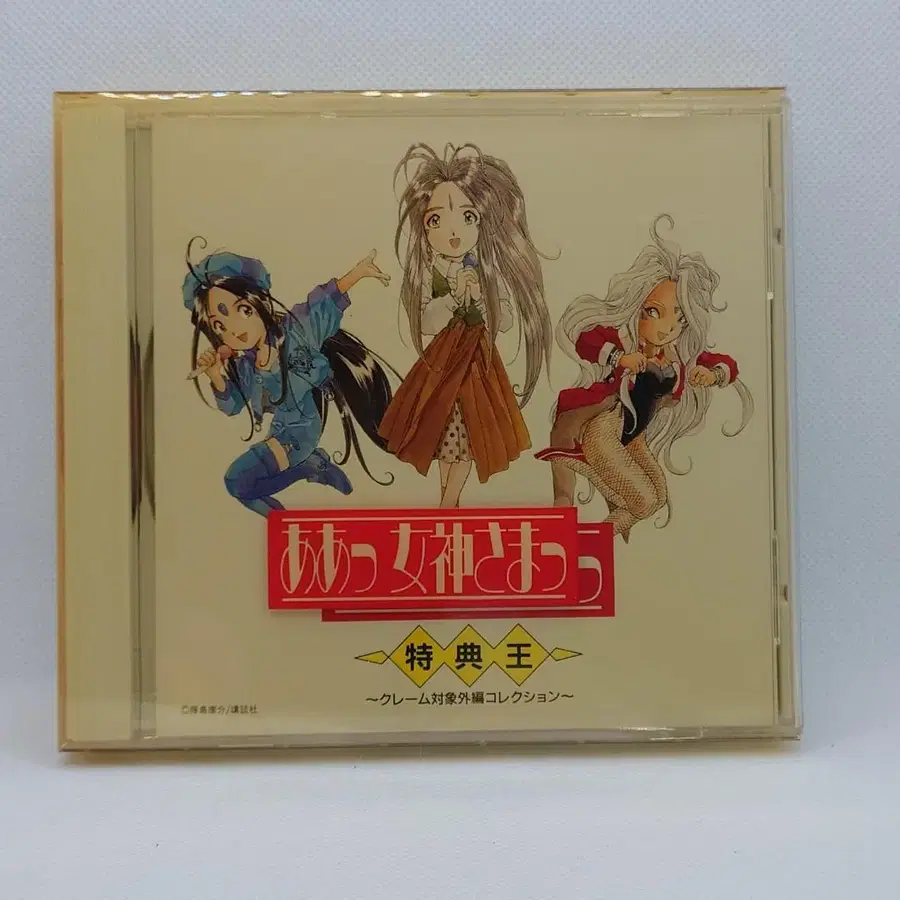 ああっ女神さまっ
特典王
～クレーム対象外編コレクション～
©藤島康介/講談社